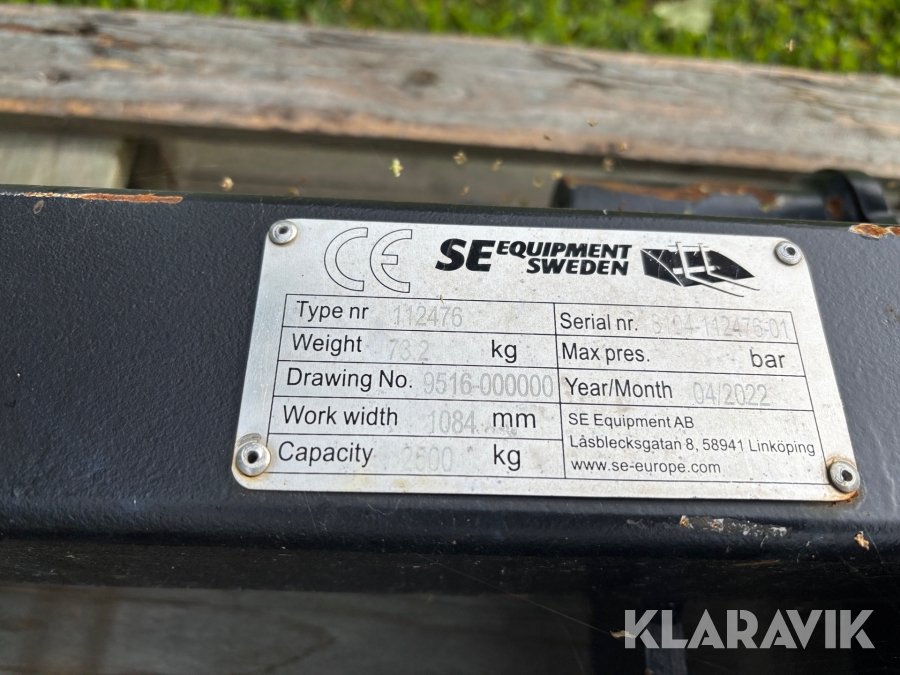 CE SE EQUIPMENT SWEDEN
Type nr 112476
Serial nr.
Weight 73.2 kg
Max pres. bar
Drawing No. 9516-000000
Year/Month 04/2022
Work width 1084 mm
SE Equipment AB
Låsblecksgatan 8, 58941 Linköping
www.se-europe.com
Capacity 2500 kg
KLARAVIK